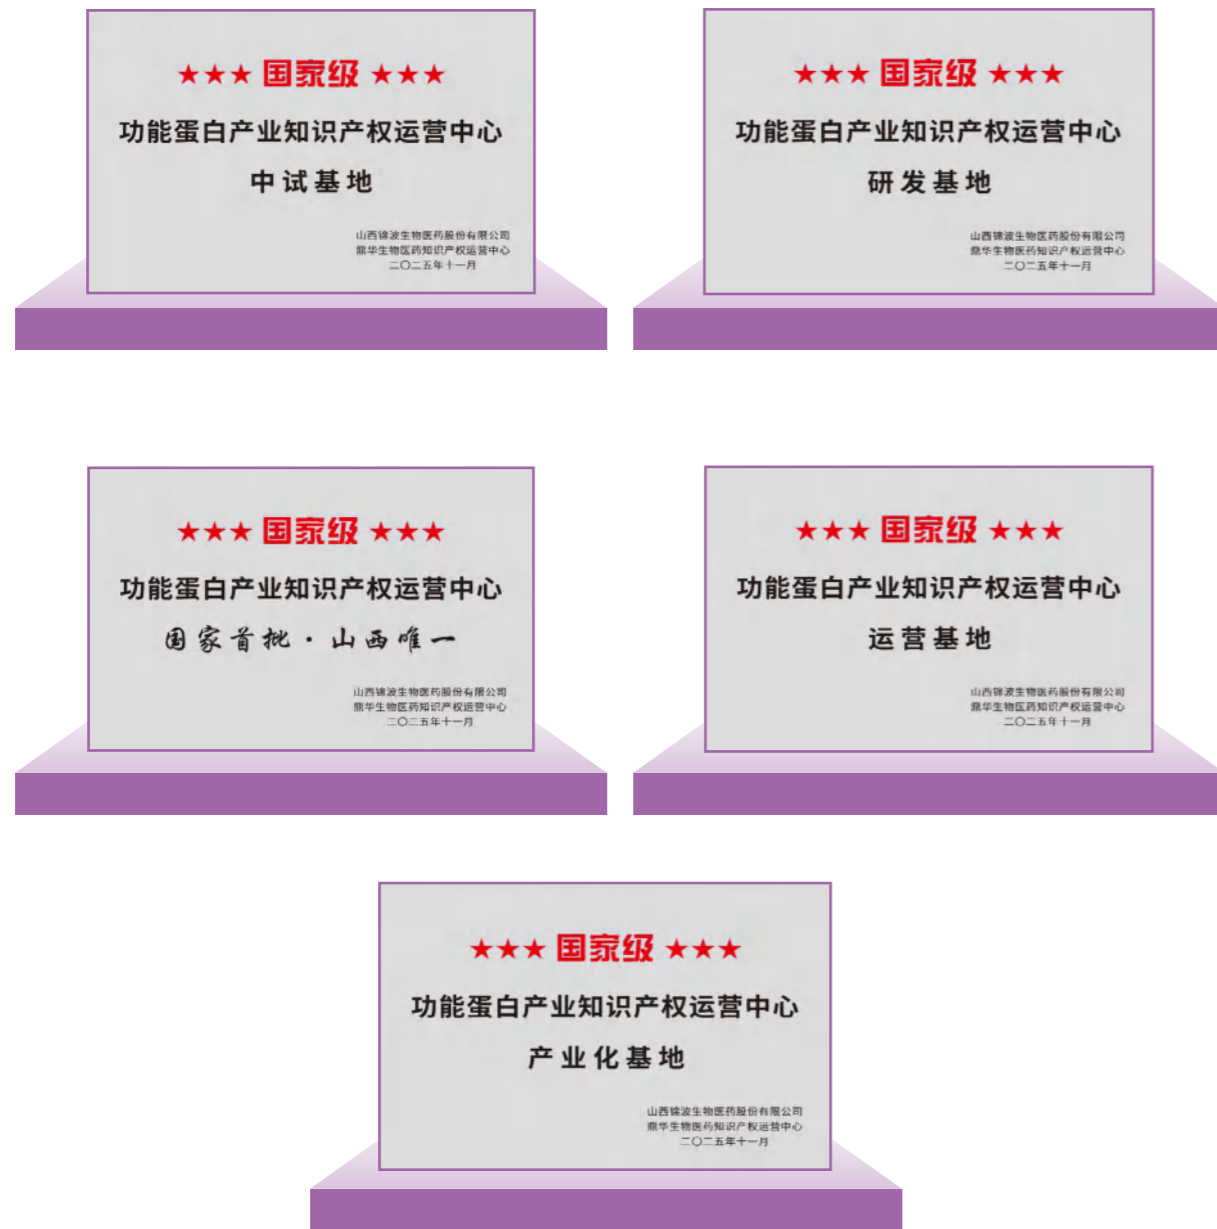 ★★★ 国家级 ★★★
功能蛋白产业知识产权运营中心
中试基地
山西锦波生物医药股份有限公司
鼎华生物医药知识产权运营中心
二〇二五年十一月
★★★ 国家级 ★★★
功能蛋白产业知识产权运营中心
研发基地
山西锦波生物医药股份有限公司
鼎华生物医药知识产权运营中心
二〇二五年十一月
★★★ 国家级 ★★★
功能蛋白产业知识产权运营中心
国家首批·山西唯一
山西锦波生物医药股份有限公司
鼎华生物医药知识产权运营中心
二〇二五年十一月
★★★ 国家级 ★★★
功能蛋白产业知识产权运营中心
运营基地
山西锦波生物医药股份有限公司
鼎华生物医药知识产权运营中心
二〇二五年十一月
★★★ 国家级 ★★★
功能蛋白产业知识产权运营中心
产业化基地
山西锦波生物医药股份有限公司
鼎华生物医药知识产权运营中心
二〇二五年十一月